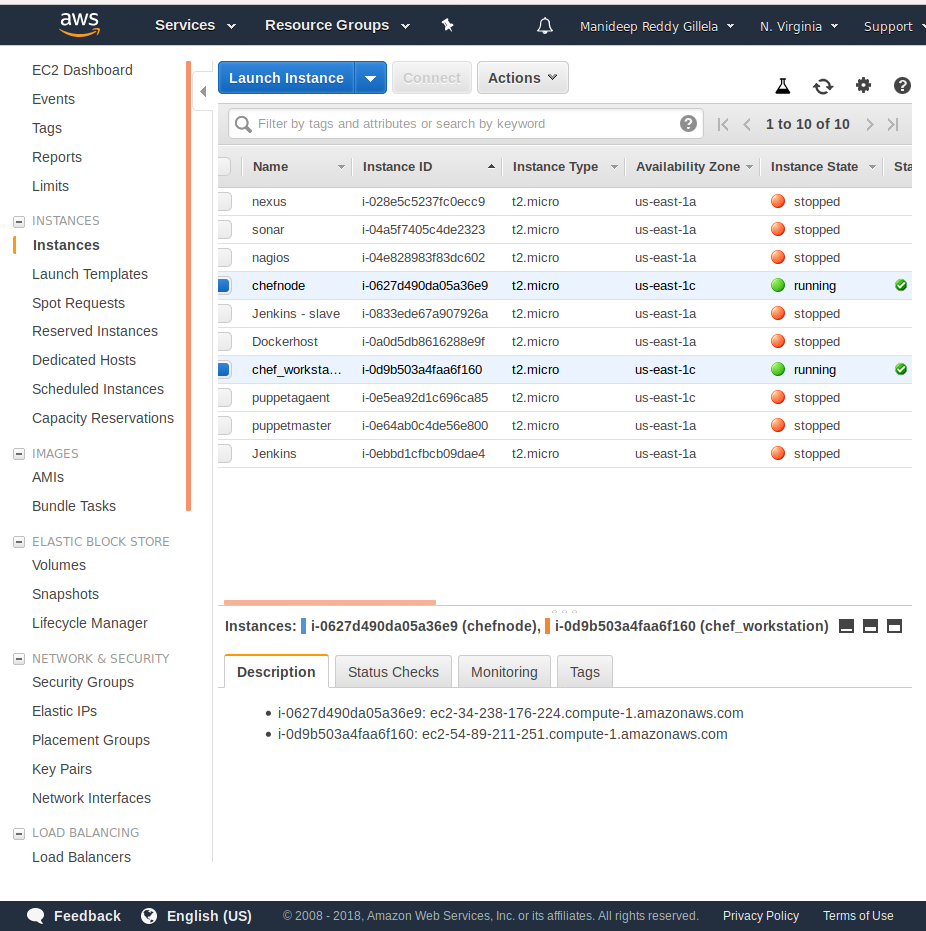 aws Services Resource Groups Manideep Reddy Gillela N. Virginia Support
EC2 Dashboard
Events
Tags
Reports
Limits
INSTANCES
Instances
Launch Templates
Spot Requests
Reserved Instances
Dedicated Hosts
Scheduled Instances
Capacity Reservations
IMAGES
AMIs
Bundle Tasks
ELASTIC BLOCK STORE
Volumes
Snapshots
Lifecycle Manager
NETWORK & SECURITY
Security Groups
Elastic IPs
Placement Groups
Key Pairs
Network Interfaces
LOAD BALANCING
Load Balancers
Launch Instance Connect Actions
Filter by tags and attributes or search by keyword 1 to 10 of 10
Name Instance ID Instance Type Availability Zone Instance State Sta
nexus i-028e5c5237fc0ecc9 t2.micro us-east-1a stopped
sonar i-04a5f7405c4de2323 t2.micro us-east-1a stopped
nagios i-04e828983f83dc602 t2.micro us-east-1a stopped
chefnode i-0627d490da05a36e9 t2.micro us-east-1c running
Jenkins - slave i-0833ede67a907926a t2.micro us-east-1a stopped
Dockerhost i-0a0d5db8616288e9f t2.micro us-east-1a stopped
chef_worksta... i-0d9b503a4faa6f160 t2.micro us-east-1c running
puppetagaent i-0e5ea92d1c696ca85 t2.micro us-east-1c stopped
puppetmaster i-0e64ab0c4de56e800 t2.micro us-east-1a stopped
Jenkins i-0ebbd1cfbcb09dae4 t2.micro us-east-1a stopped
Instances: i-0627d490da05a36e9 (chefnode), i-0d9b503a4faa6f160 (chef_workstation)
Description Status Checks Monitoring Tags
• i-0627d490da05a36e9: ec2-34-238-176-224.compute-1.amazonaws.com
• i-0d9b503a4faa6f160: ec2-54-89-211-251.compute-1.amazonaws.com
Feedback English (US) © 2008 - 2018, Amazon Web Services, Inc. or its affiliates. All rights reserved. Privacy Policy Terms of Use